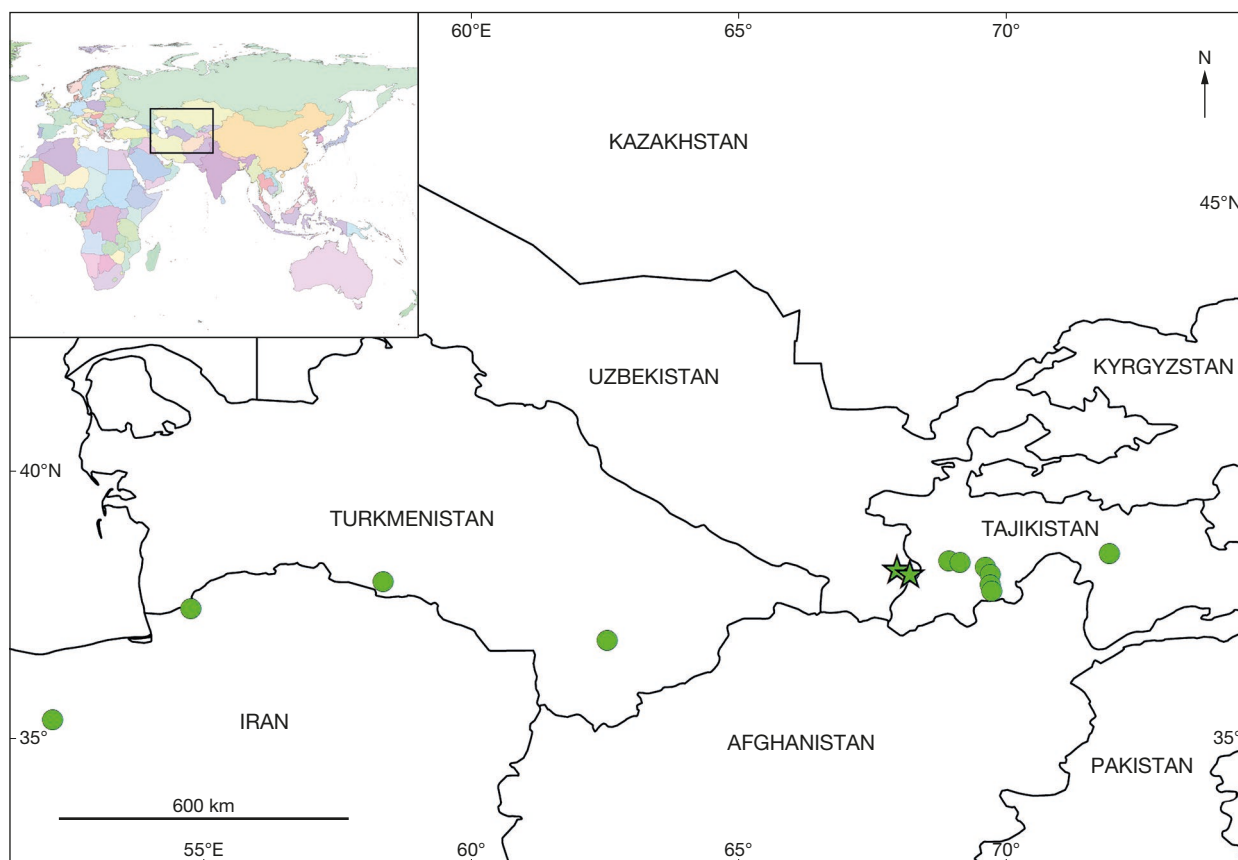 60°E
65°
70°
N
KAZAKHSTAN
45°N
KYRGYZSTAN
UZBEKISTAN
40°N
TURKMENISTAN
TAJIKISTAN
IRAN
AFGHANISTAN
35°
35°
PAKISTAN
600 km
55°E
60°
65°
70°